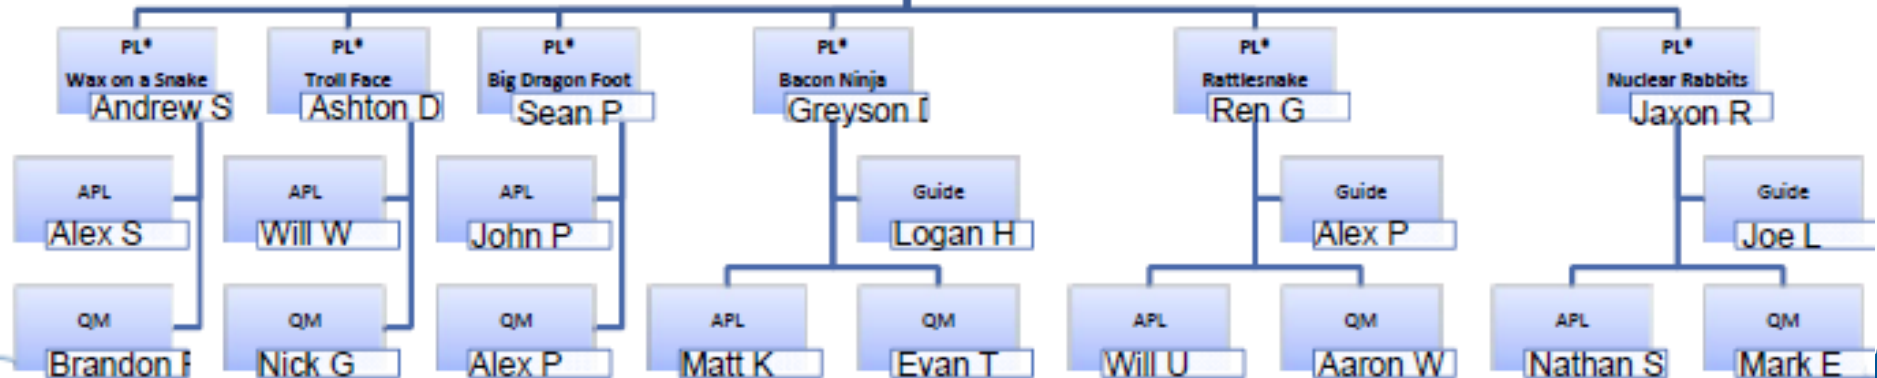 PL*
Wax on a Snake
Andrew S
PL*
Troll Face
Ashton D
PL*
Big Dragon Foot
Sean P
PL*
Bacon Ninja
Greyson
PL*
Rattlesnake
Ren G
PL*
Nuclear Rabbits
Jaxon R
APL
Alex S
APL
Will W
APL
John P
Guide
Logan H
Guide
Alex P
Guide
Joe L
QM
Brandon
QM
Nick G
QM
Alex P
APL
Matt K
QM
Evan T
APL
Will U
QM
Aaron W
APL
Nathan S
QM
Mark E